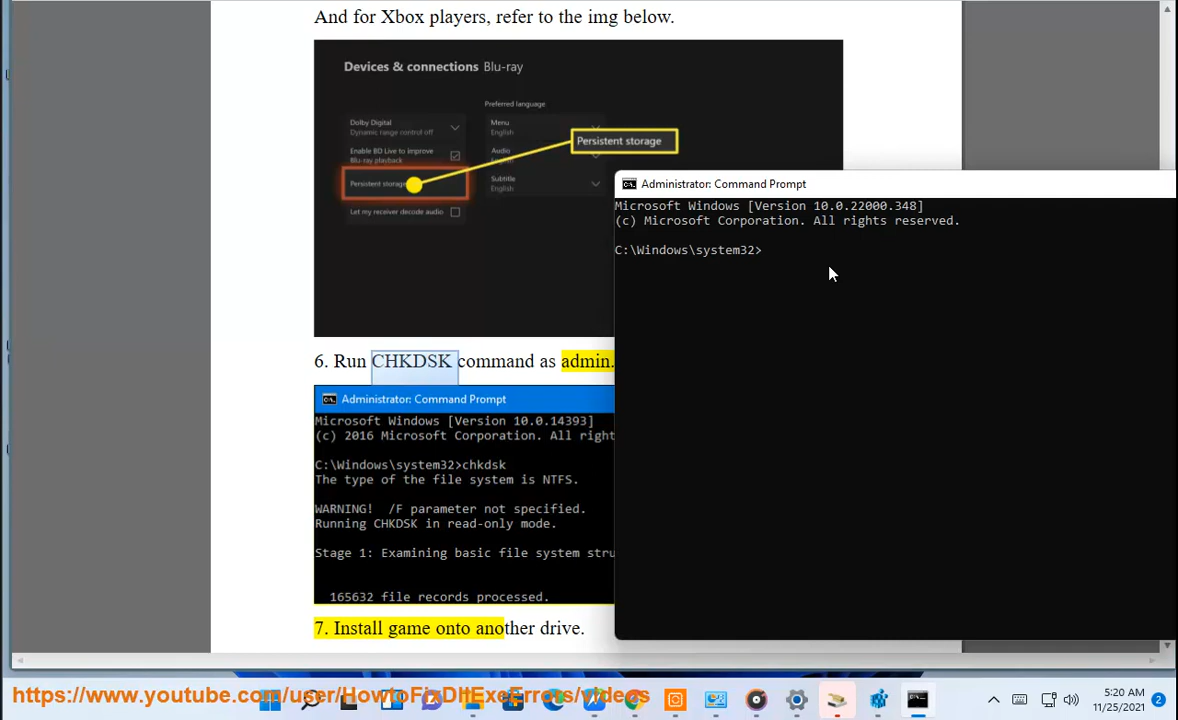 And for Xbox players, refer to the img below.
Devices & connections Blu-ray
Preferred language
Dolby Digital
Dynamic range control off
Menu
English
Enable BD Live to improve
Blu-ray playback
Audio
Persistent storage
Persistent storage
Subtitle
English
Let my receiver decode audio
Administrator: Command Prompt
Microsoft Windows [Version 10.0.22000.348]
(c) Microsoft Corporation. All rights reserved.
C:\Windows\system32>
6. Run CHKDSK command as admin.
Administrator: Command Prompt
Microsoft Windows [Version 10.0.14393]
(c) 2016 Microsoft Corporation. All right
C:\Windows\system32>chkdsk
The type of the file system is NTFS.
WARNING! /F parameter not specified.
Running CHKDSK in read-only mode.
Stage 1: Examining basic file system stru
165632 file records processed.
7. Install game onto another drive.
https://www.youtube.com/user/HowtoFixDllExeErrors/videos
5:20 AM
11/25/2021
2